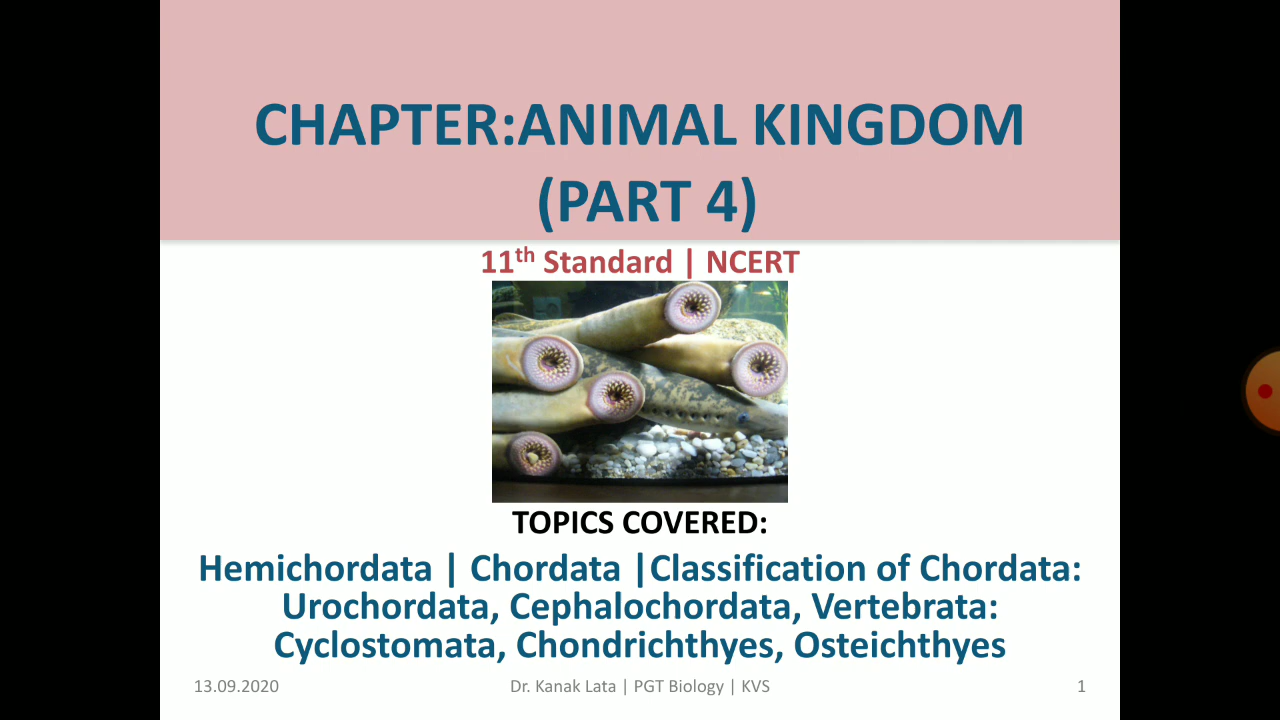 CHAPTER:ANIMAL KINGDOM
(PART 4)
11th Standard | NCERT
TOPICS COVERED:
Hemichordata | Chordata |Classification of Chordata:
Urochordata, Cephalochordata, Vertebrata:
Cyclostomata, Chondrichthyes, Osteichthyes
13.09.2020 Dr. Kanak Lata | PGT Biology | KVS 1